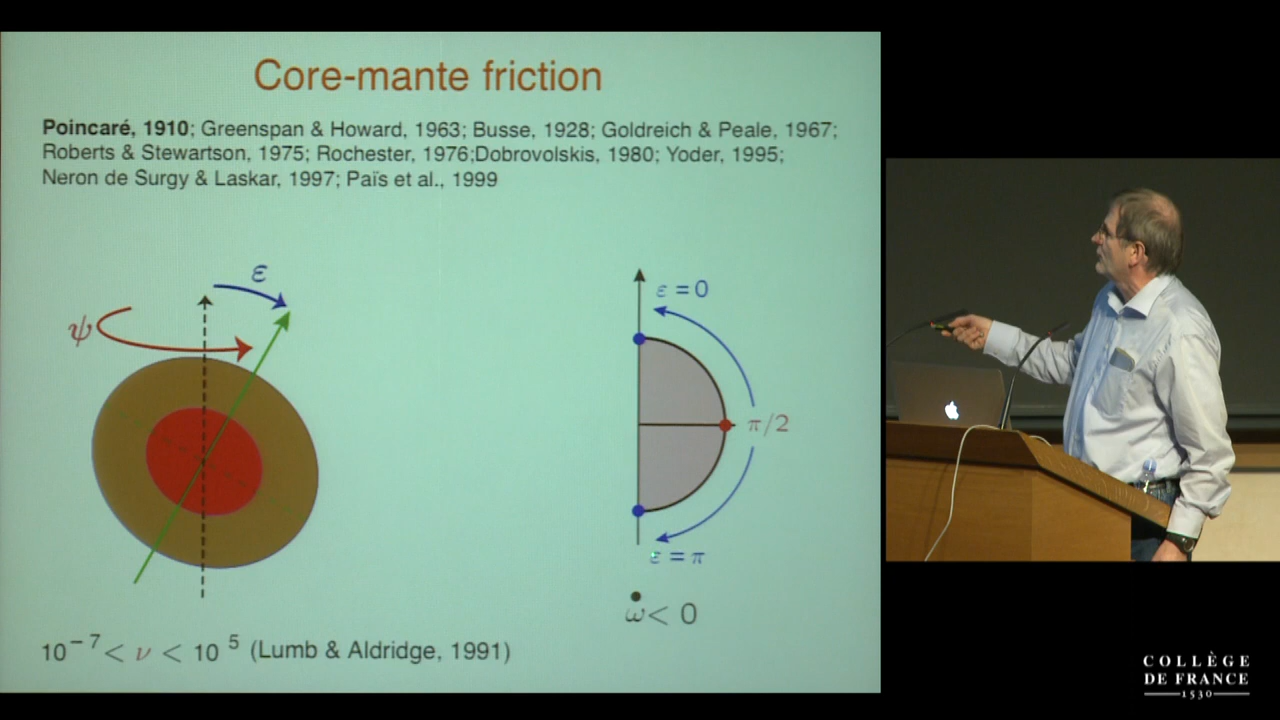 Core-mante friction
Poincaré, 1910; Greenspan & Howard, 1963; Busse, 1928; Goldreich & Peale, 1967;
Roberts & Stewartson, 1975; Rochester, 1976;Dobrovolskis, 1980; Yoder, 1995;
Neron de Surgy & Laskar, 1997; Païs et al., 1999
ε
ψ
ε = 0
π/2
ε = π
ω̇ < 0
10⁻⁷ < ν < 10⁵ (Lumb & Aldridge, 1991)
COLLÈGE
DE FRANCE
1530